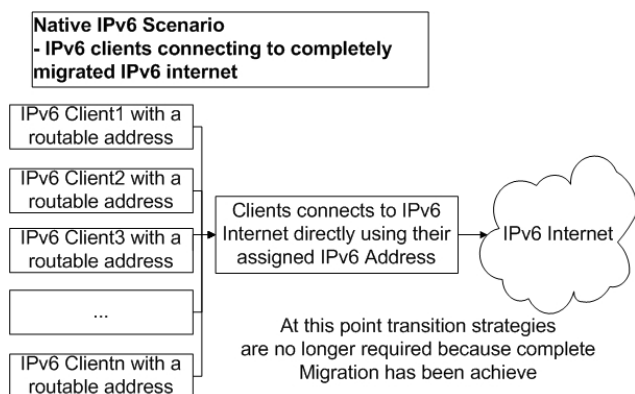 Native IPv6 Scenario
- IPv6 clients connecting to completely
migrated IPv6 internet
IPv6 Client1 with a
routable address
IPv6 Client2 with a
routable address
IPv6 Client3 with a
routable address
...
IPv6 Clientn with a
routable address
Clients connects to IPv6
Internet directly using their
assigned IPv6 Address
IPv6 Internet
At this point transition strategies
are no longer required because complete
Migration has been achieve